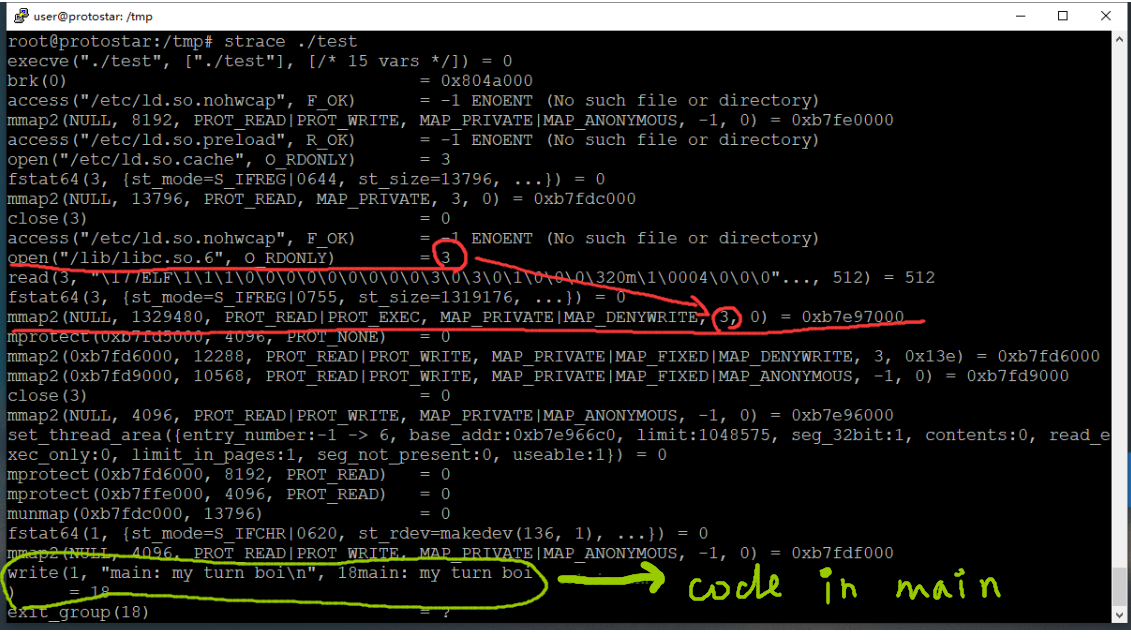 user@protostar: /tmp
root@protostar:/tmp# strace ./test
execve("./test", ["./test"], [/* 15 vars */]) = 0
brk(0)                                  = 0x804a000
access("/etc/ld.so.nohwcap", F_OK)      = -1 ENOENT (No such file or directory)
mmap2(NULL, 8192, PROT_READ|PROT_WRITE, MAP_PRIVATE|MAP_ANONYMOUS, -1, 0) = 0xb7fe0000
access("/etc/ld.so.preload", R_OK)      = -1 ENOENT (No such file or directory)
open("/etc/ld.so.cache", O_RDONLY)      = 3
fstat64(3, {st_mode=S_IFREG|0644, st_size=13796, ...}) = 0
mmap2(NULL, 13796, PROT_READ, MAP_PRIVATE, 3, 0) = 0xb7fdc000
close(3)                                = 0
access("/etc/ld.so.nohwcap", F_OK)      = -1 ENOENT (No such file or directory)
open("/lib/libc.so.6", O_RDONLY)        = 3
read(3, "\177ELF\1\1\1\0\0\0\0\0\0\0\0\0\3\0\3\0\1\0\0\0\320m\1\0004\0\0\0"..., 512) = 512
fstat64(3, {st_mode=S_IFREG|0755, st_size=1319176, ...}) = 0
mmap2(NULL, 1329480, PROT_READ|PROT_EXEC, MAP_PRIVATE|MAP_DENYWRITE, 3, 0) = 0xb7e97000
mprotect(0xb7fd5000, 4096, PROT_NONE)   = 0
mmap2(0xb7fd6000, 12288, PROT_READ|PROT_WRITE, MAP_PRIVATE|MAP_FIXED|MAP_DENYWRITE, 3, 0x13e) = 0xb7fd6000
mmap2(0xb7fd9000, 10568, PROT_READ|PROT_WRITE, MAP_PRIVATE|MAP_FIXED|MAP_ANONYMOUS, -1, 0) = 0xb7fd9000
close(3)                                = 0
mmap2(NULL, 4096, PROT_READ|PROT_WRITE, MAP_PRIVATE|MAP_ANONYMOUS, -1, 0) = 0xb7e96000
set_thread_area({entry_number:-1 -> 6, base_addr:0xb7e966c0, limit:1048575, seg_32bit:1, contents:0, read_e
xec_only:0, limit_in_pages:1, seg_not_present:0, useable:1}) = 0
mprotect(0xb7fd6000, 8192, PROT_READ)   = 0
mprotect(0xb7ffe000, 4096, PROT_READ)   = 0
munmap(0xb7fdc000, 13796)               = 0
fstat64(1, {st_mode=S_IFCHR|0620, st_rdev=makedev(136, 1), ...}) = 0
mmap2(NULL, 4096, PROT_READ|PROT_WRITE, MAP_PRIVATE|MAP_ANONYMOUS, -1, 0) = 0xb7fdf000
write(1, "main: my turn boi\n", 18main: my turn boi
)     = 18
code in main
exit_group(18)                          = ?